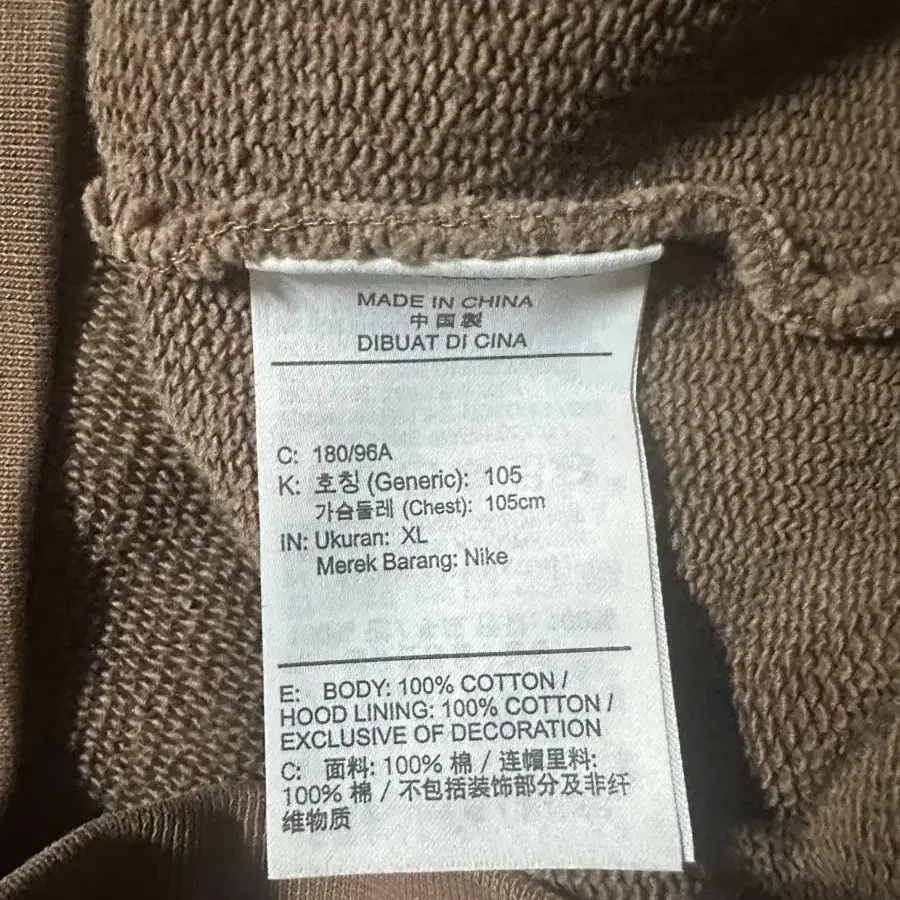 MADE IN CHINA
中国製
DIBUAT DI CINA
C: 180/96A
K: 호칭 (Generic): 105
가슴둘레 (Chest): 105cm
IN: Ukuran: XL
Merek Barang: Nike
E: BODY: 100% COTTON /
HOOD LINING: 100% COTTON /
EXCLUSIVE OF DECORATION
C: 面料: 100% 棉 / 连帽里料:
100% 棉 / 不包括装饰部分及非纤
维物质